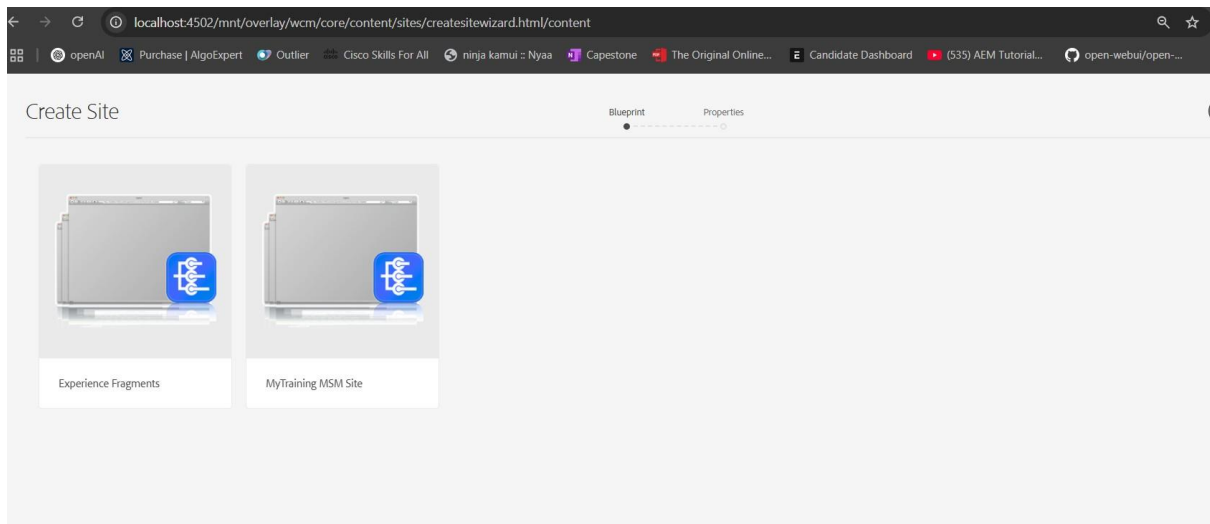 localhost:4502/mnt/overlay/wcm/core/content/sites/createsitewizard.html/content
openAI Purchase | AlgoExpert Outlier Cisco Skills For All ninja kamui :: Nyaa Capestone The Original Online... Candidate Dashboard (535) AEM Tutorial... open-webui/open-...
Create Site
Blueprint Properties
Experience Fragments MyTraining MSM Site